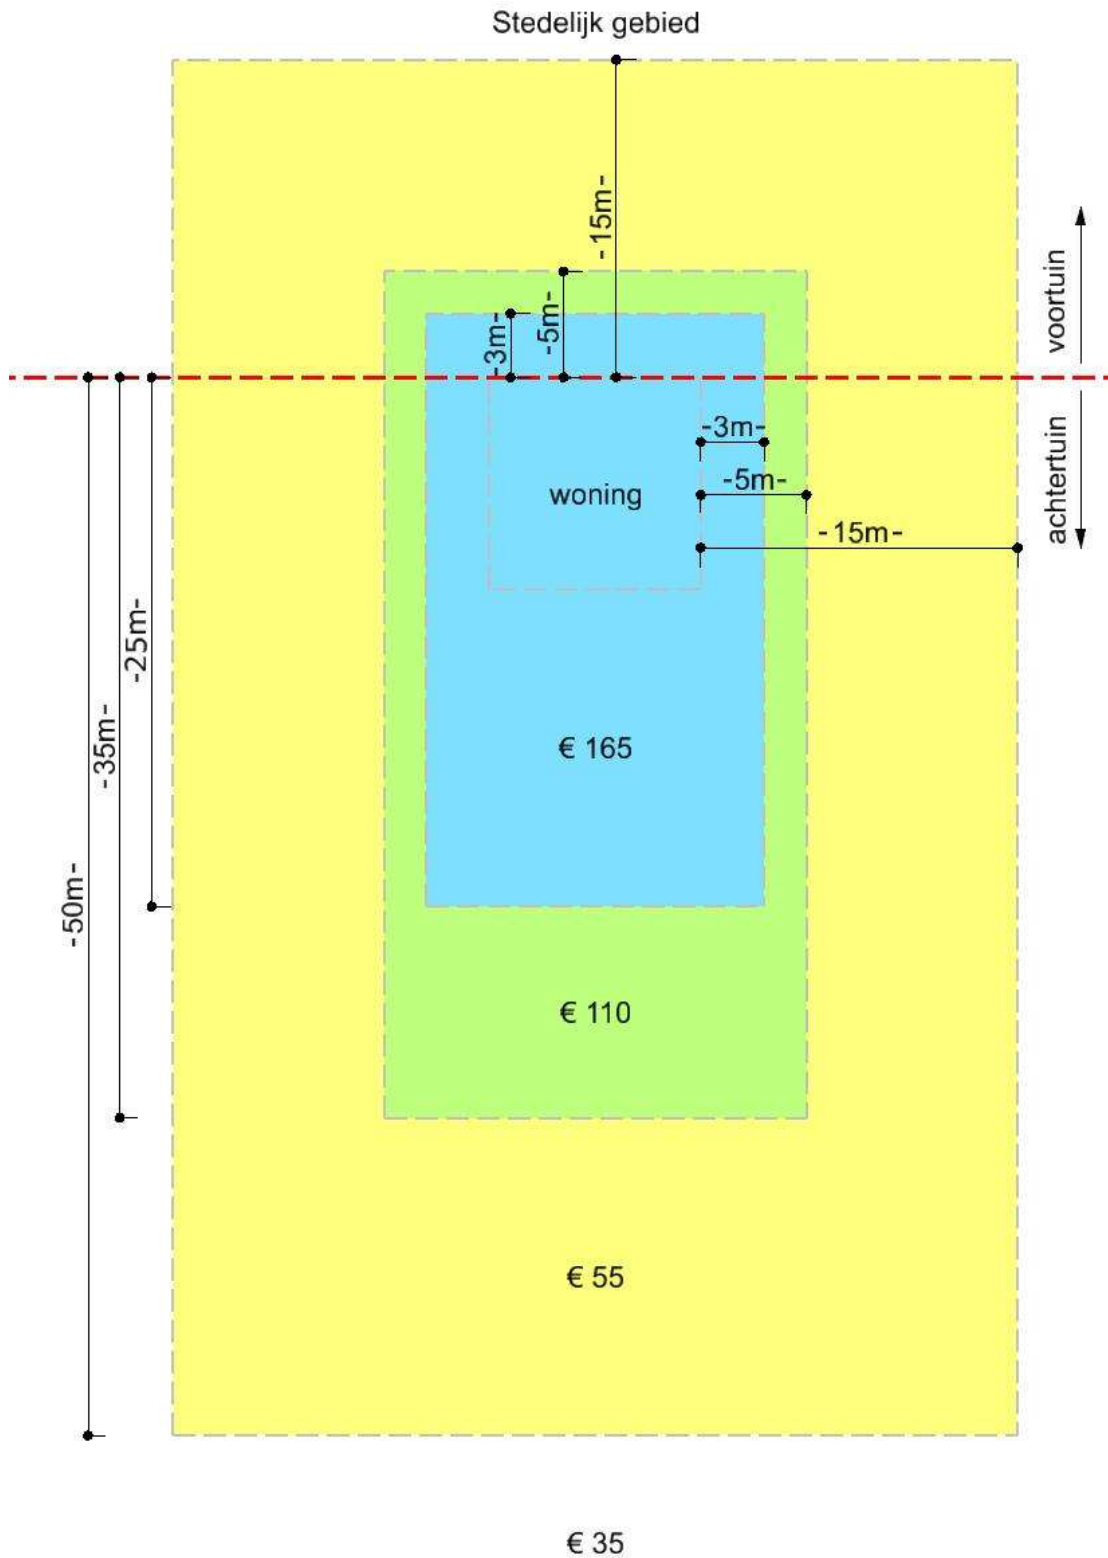 Stedelijk gebied
-15m-
-5m-
-3m-
voortuin
achtertuin
-3m-
-5m-
-15m-
woning
-25m-
-35m-
-50m-
€ 165
€ 110
€ 55
€ 35